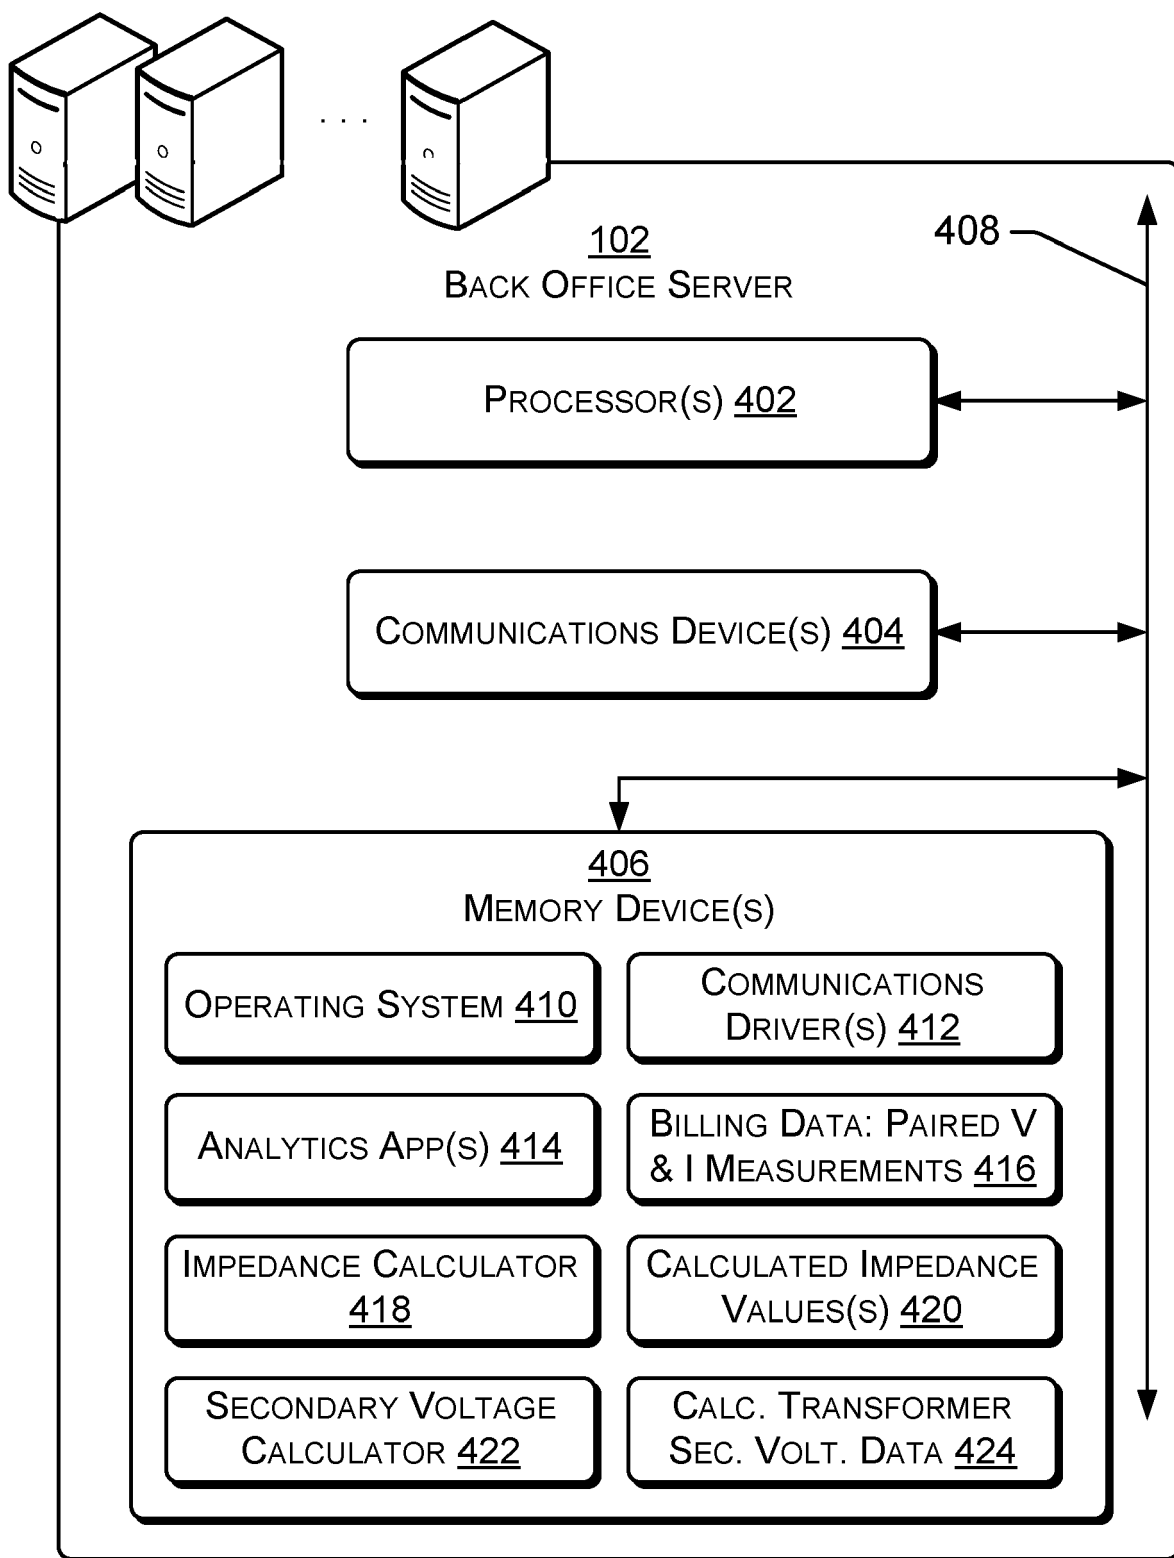 . . .
102
BACK OFFICE SERVER
408
PROCESSOR(S) 402
COMMUNICATIONS DEVICE(S) 404
406
MEMORY DEVICE(S)
OPERATING SYSTEM 410
COMMUNICATIONS
DRIVER(S) 412
ANALYTICS APP(S) 414
BILLING DATA: PAIRED V
& I MEASUREMENTS 416
IMPEDANCE CALCULATOR
418
CALCULATED IMPEDANCE
VALUES(S) 420
SECONDARY VOLTAGE
CALCULATOR 422
CALC. TRANSFORMER
SEC. VOLT. DATA 424